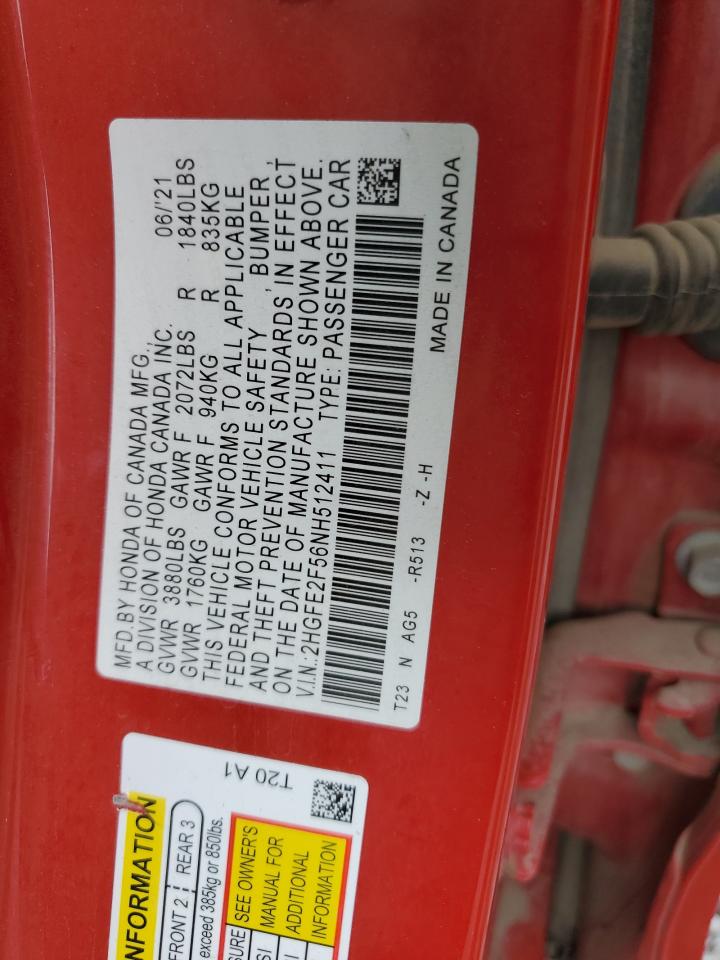 MFD.BY HONDA OF CANADA MFG., 06/'21
A DIVISION OF HONDA CANADA INC.
GVWR 3880LBS GAWR F 2072LBS R 1840LBS
GVWR 1760KG GAWR F 940KG R 835KG
THIS VEHICLE CONFORMS TO ALL APPLICABLE
FEDERAL MOTOR VEHICLE SAFETY , BUMPER ,
AND THEFT PREVENTION STANDARDS, IN EFFECT
ON THE DATE OF MANUFACTURE SHOWN ABOVE.
V.I.N.:2HGFE2F56NH512411 TYPE: PASSENGER CAR
T23 N AG5 -R513 -Z -H
MADE IN CANADA
T20 A1
NFORMATION
FRONT 2 REAR 3
exceed 385kg or 850lbs.
SEE OWNER'S
MANUAL FOR
ADDITIONAL
INFORMATION